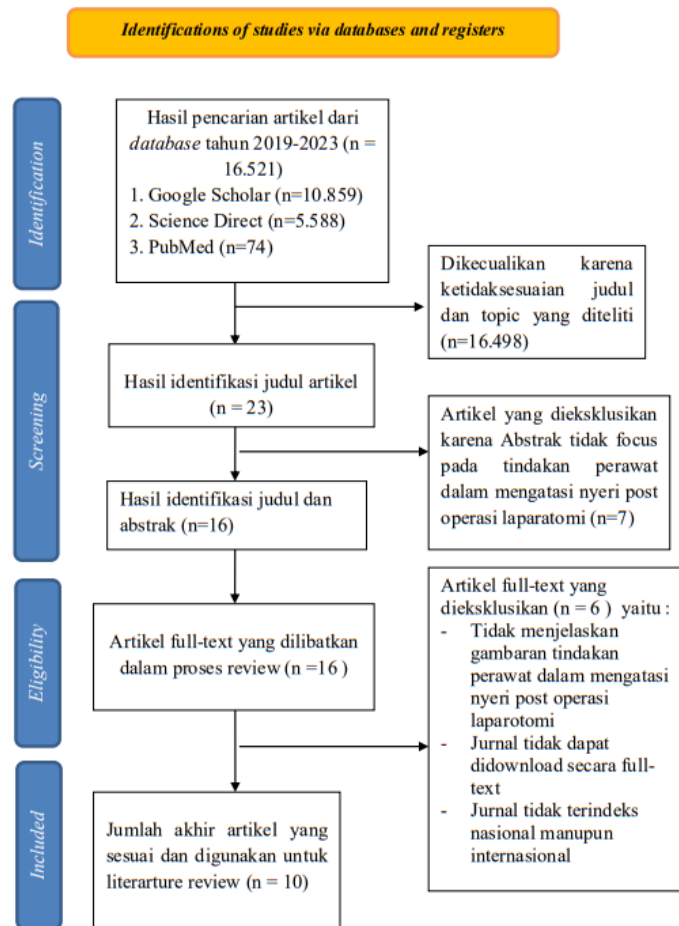 Identifications of studies via databases and registers
Identification
Hasil pencarian artikel dari
database tahun 2019-2023 (n =
16.521)
1. Google Scholar (n=10.859)
2. Science Direct (n=5.588)
3. PubMed (n=74)
Dikecualikan karena
ketidaksesuaian judul
dan topic yang diteliti
(n=16.498)
Screening
Hasil identifikasi judul artikel
(n = 23)
Artikel yang dieksklusikan
karena Abstrak tidak focus
pada tindakan perawat
dalam mengatasi nyeri post
operasi laparatomi (n=7)
Hasil identifikasi judul dan
abstrak (n=16)
Eligibility
Artikel full-text yang dilibatkan
dalam proses review (n =16 )
Artikel full-text yang
dieksklusikan (n = 6 ) yaitu :
- Tidak menjelaskan
gambaran tindakan
perawat dalam mengatasi
nyeri post operasi
laparotomi
- Jurnal tidak dapat
didownload secara full-
text
- Jurnal tidak terindeks
nasional manupun
internasional
Included
Jumlah akhir artikel yang
sesuai dan digunakan untuk
literarture review (n = 10)